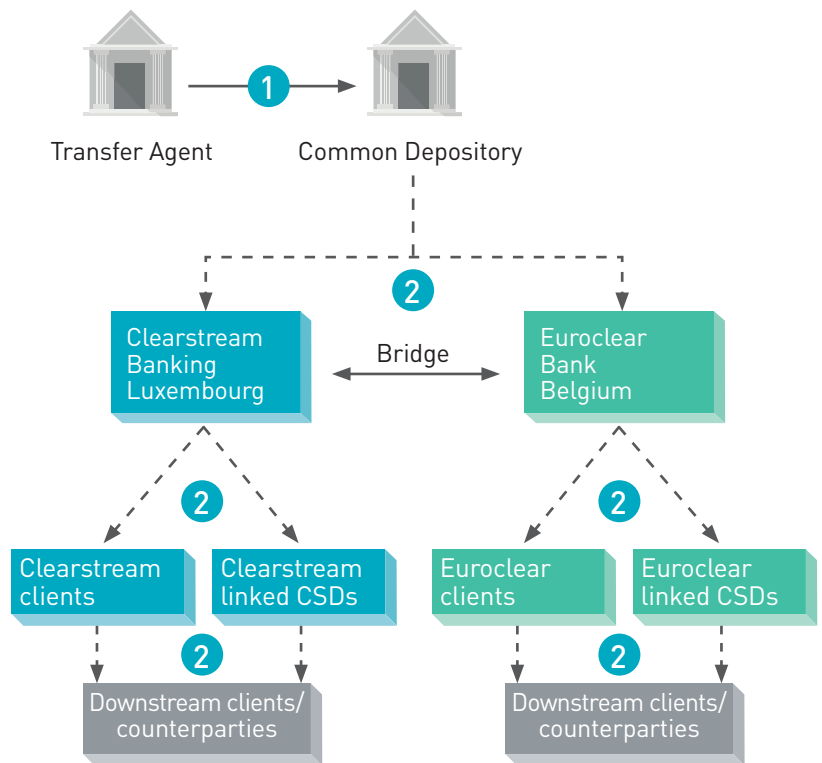 1
Transfer Agent
Common Depository
2
Clearstream
Banking
Luxembourg
Bridge
Euroclear
Bank
Belgium
2
2
Clearstream
clients
Clearstream
linked CSDs
Euroclear
clients
Euroclear
linked CSDs
2
2
Downstream clients/
counterparties
Downstream clients/
counterparties